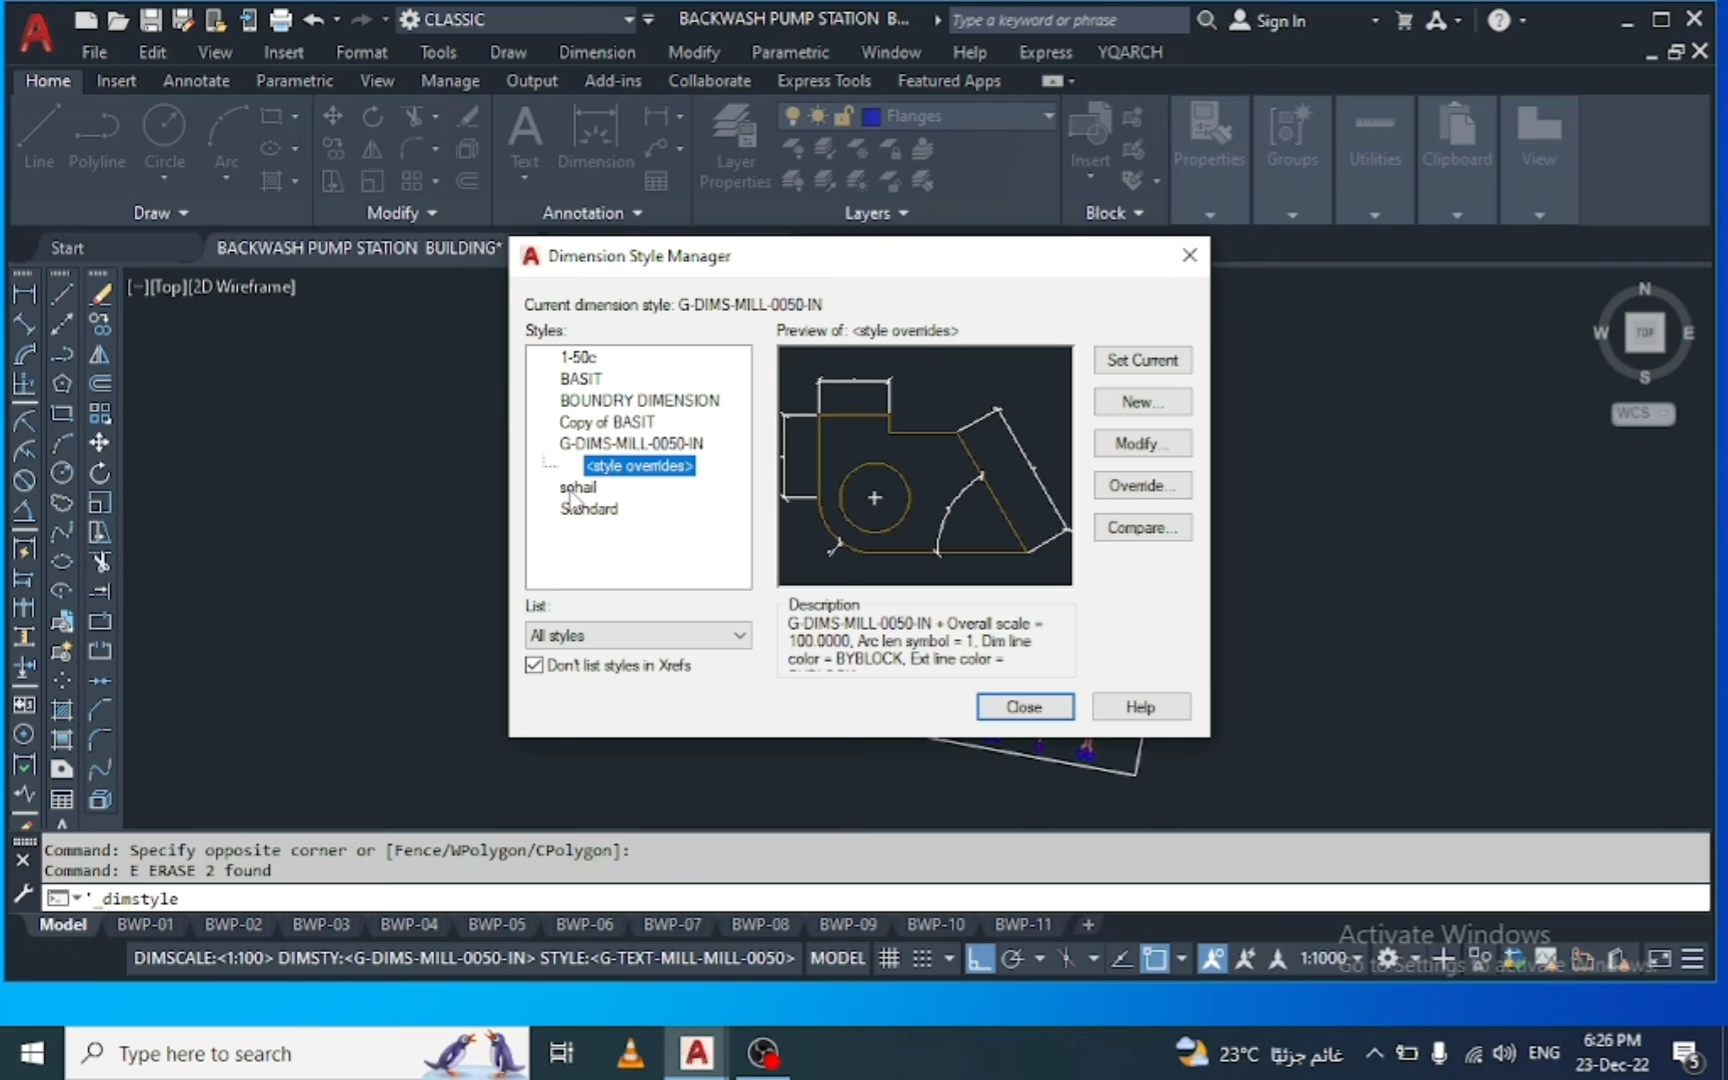 CLASSIC
BACKWASH PUMP STATION B...
Type a keyword or phrase
Sign In
File Edit View Insert Format Tools Draw Dimension Modify Parametric Window Help Express YQARCH
Home Insert Annotate Parametric View Manage Output Add-ins Collaborate Express Tools Featured Apps
Flanges
Line Polyline Circle Arc Text Dimension Layer Properties Insert Properties Groups Utilities Clipboard View
Draw Modify Annotation Layers Block
Start BACKWASH PUMP STATION BUILDING*
[−][Top][2D Wireframe]
Dimension Style Manager
Current dimension style: G-DIMS-MILL-0050-IN
Styles:
1-50c
BASIT
BOUNDRY DIMENSION
Copy of BASIT
G-DIMS-MILL-0050-IN
<style overrides>
sohail
Standard
Preview of: <style overrides>
Set Current
New...
Modify...
Override...
Compare...
List:
All styles
Don't list styles in Xrefs
Description
G-DIMS-MILL-0050-IN + Overall scale =
100.0000, Arc len symbol = 1, Dim line
color = BYBLOCK, Ext line color =
Close
Help
N
W TOP E
S
WCS
Command: Specify opposite corner or [Fence/WPolygon/CPolygon]:
Command: E ERASE 2 found
'_dimstyle
Model BWP-01 BWP-02 BWP-03 BWP-04 BWP-05 BWP-06 BWP-07 BWP-08 BWP-09 BWP-10 BWP-11 +
Activate Windows
Go to Settings to activate Windows.
DIMSCALE:<1:100> DIMSTY:<G-DIMS-MILL-0050-IN> STYLE:<G-TEXT-MILL-MILL-0050> MODEL 1:1000
Type here to search
23°C غائم جزئيًا
ENG
6:26 PM
23-Dec-22
5